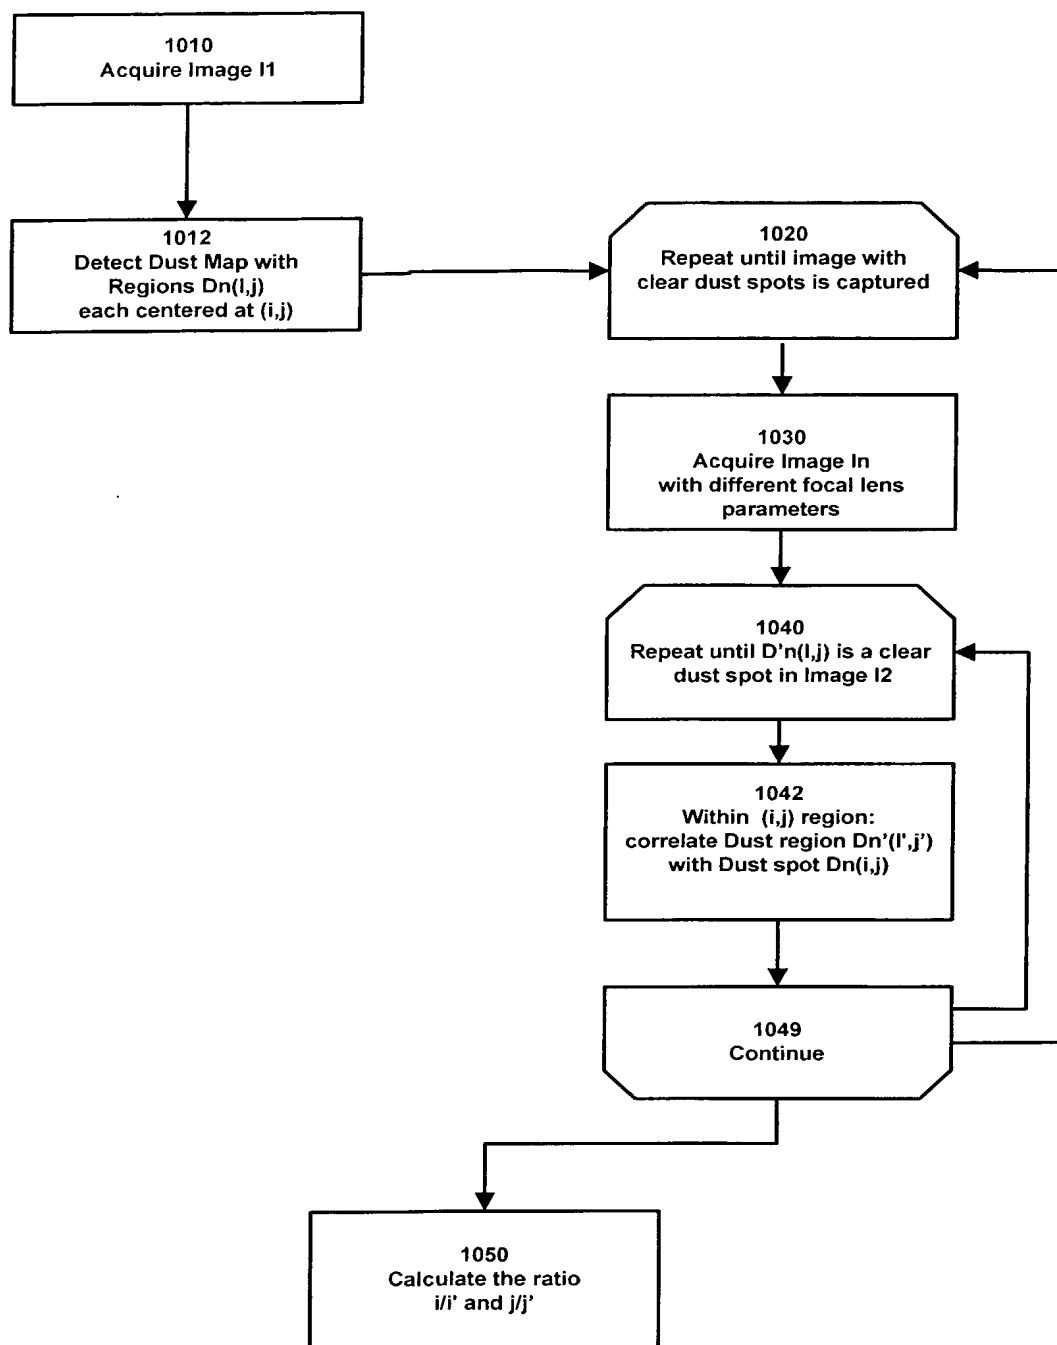 1010
Acquire Image I1
1012
Detect Dust Map with
Regions Dn(I,j)
each centered at (i,j)
1020
Repeat until image with
clear dust spots is captured
1030
Acquire Image In
with different focal lens
parameters
1040
Repeat until D'n(I,j) is a clear
dust spot in Image I2
1042
Within (i,j) region:
correlate Dust region Dn'(I',j')
with Dust spot Dn(i,j)
1049
Continue
1050
Calculate the ratio
i/i' and j/j'